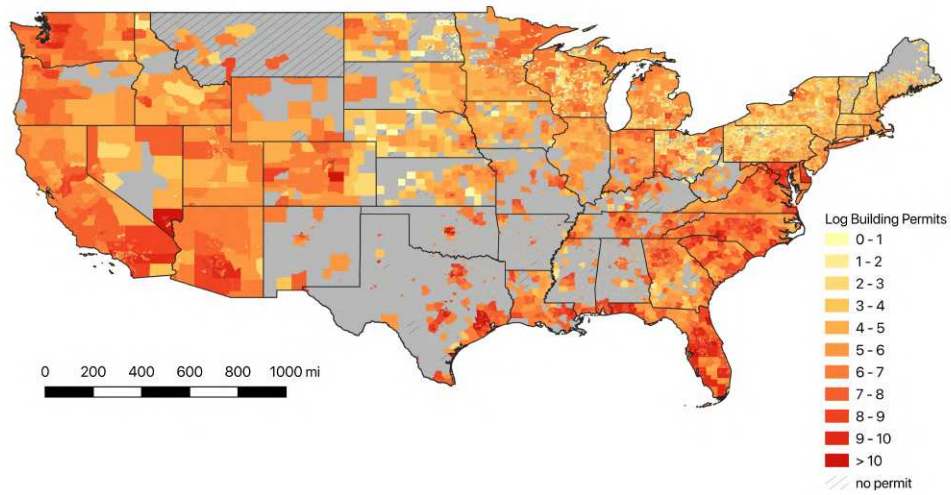 Log Building Permits
0 - 1
1 - 2
2 - 3
3 - 4
4 - 5
5 - 6
6 - 7
7 - 8
8 - 9
9 - 10
> 10
no permit
0 200 400 600 800 1000 mi